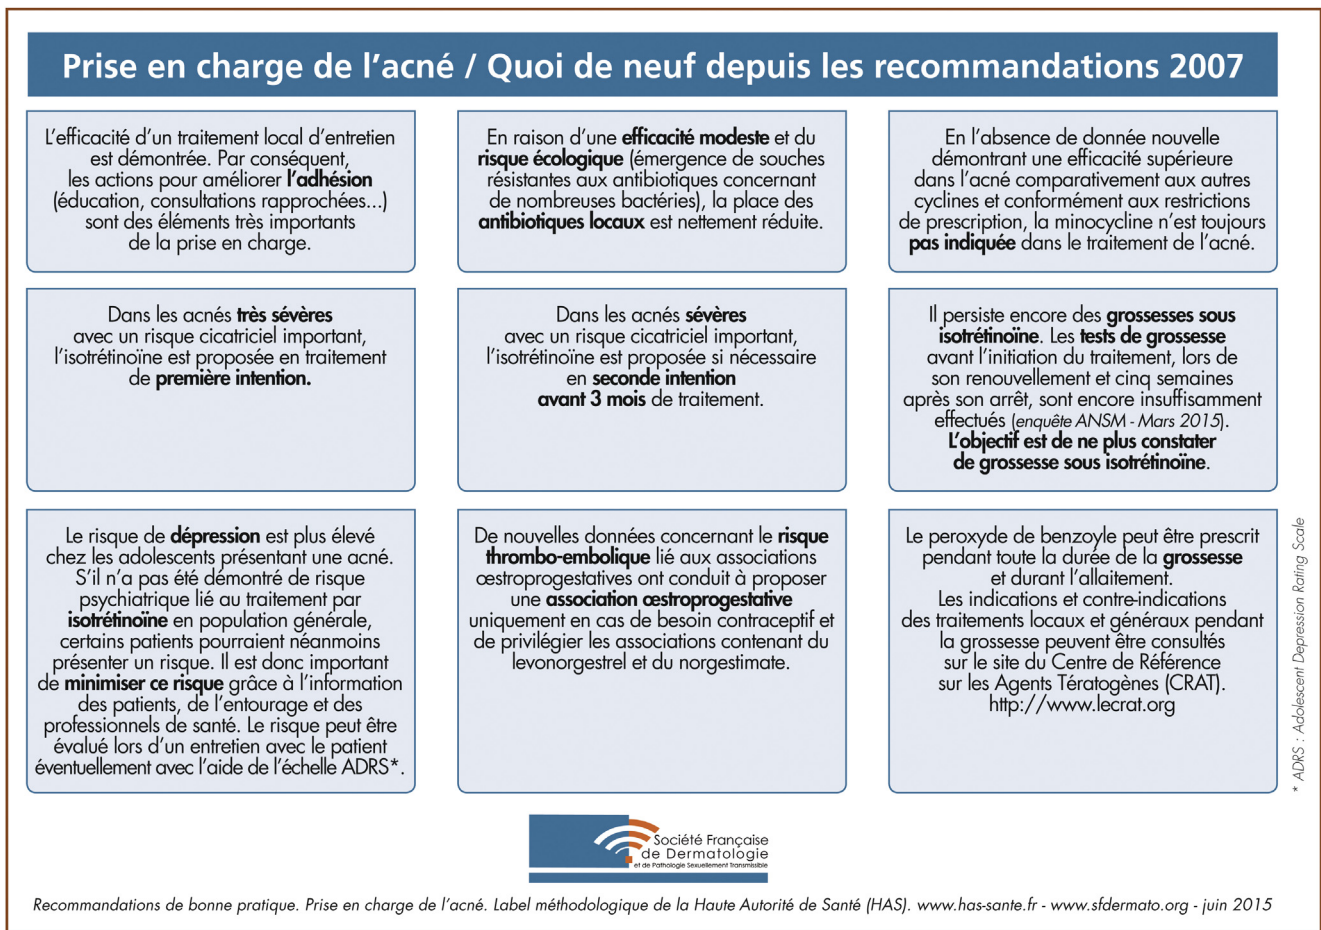 Prise en charge de l’acné / Quoi de neuf depuis les recommandations 2007
L’efficacité d’un traitement local d’entretien
est démontrée. Par conséquent,
les actions pour améliorer l’adhésion
(éducation, consultations rapprochées...)
sont des éléments très importants
de la prise en charge.
En raison d’une efficacité modeste et du
risque écologique (émergence de souches
résistantes aux antibiotiques concernant
de nombreuses bactéries), la place des
antibiotiques locaux est nettement réduite.
En l’absence de donnée nouvelle
démontrant une efficacité supérieure
dans l’acné comparativement aux autres
cyclines et conformément aux restrictions
de prescription, la minocycline n’est toujours
pas indiquée dans le traitement de l’acné.
Dans les acnés très sévères
avec un risque cicatriciel important,
l’isotrétinoïne est proposée en traitement
de première intention.
Dans les acnés sévères
avec un risque cicatriciel important,
l’isotrétinoïne est proposée si nécessaire
en seconde intention
avant 3 mois de traitement.
Il persiste encore des grossesses sous
isotrétinoïne. Les tests de grossesse
avant l’initiation du traitement, lors de
son renouvellement et cinq semaines
après son arrêt, sont encore insuffisamment
effectués (enquête ANSM - Mars 2015).
L’objectif est de ne plus constater
de grossesse sous isotrétinoïne.
Le risque de dépression est plus élevé
chez les adolescents présentant une acné.
S’il n’a pas été démontré de risque
psychiatrique lié au traitement par
isotrétinoïne en population générale,
certains patients pourraient néanmoins
présenter un risque. Il est donc important
de minimiser ce risque grâce à l’information
des patients, de l’entourage et des
professionnels de santé. Le risque peut être
évalué lors d’un entretien avec le patient
éventuellement avec l’aide de l’échelle ADRS*.
De nouvelles données concernant le risque
thrombo-embolique lié aux associations
œstroprogestatives ont conduit à proposer
une association œstroprogestative
uniquement en cas de besoin contraceptif et
de privilégier les associations contenant du
levonorgestrel et du norgestimate.
Le peroxyde de benzoyle peut être prescrit
pendant toute la durée de la grossesse
et durant l’allaitement.
Les indications et contre-indications
des traitements locaux et généraux pendant
la grossesse peuvent être consultés
sur le site du Centre de Référence
sur les Agents Tératogènes (CRAT).
http://www.lecrat.org
* ADRS : Adolescent Depression Rating Scale
Société Française
de Dermatologie
et de Pathologie Sexuellement Transmissible
Recommandations de bonne pratique. Prise en charge de l’acné. Label méthodologique de la Haute Autorité de Santé (HAS). www.has-sante.fr - www.sfdermato.org - juin 2015